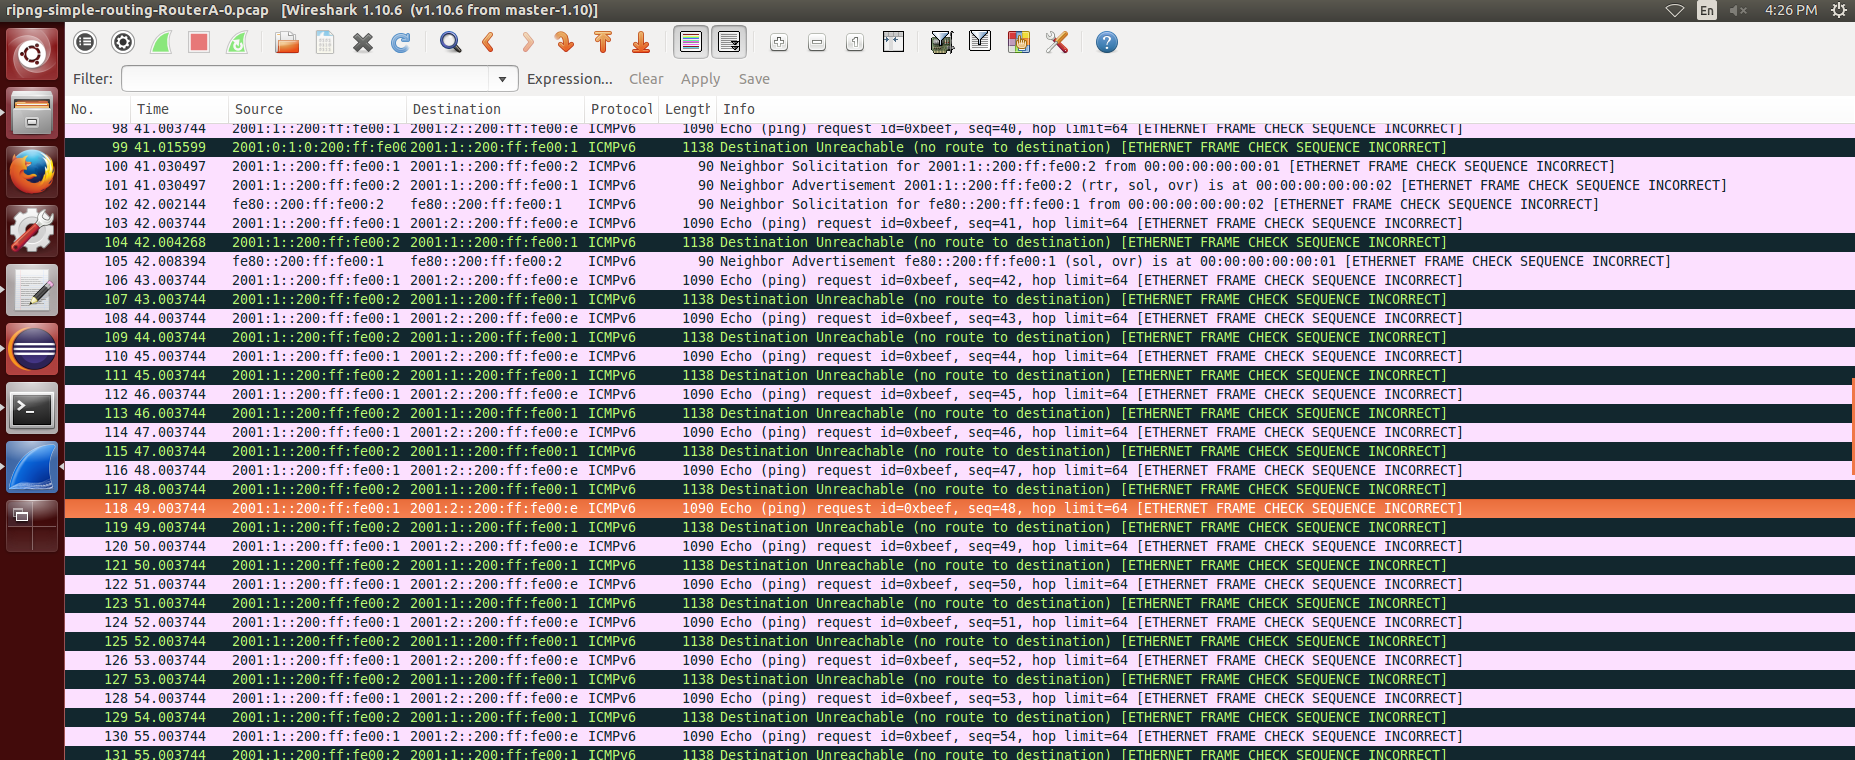 ripng-simple-routing-RouterA-0.pcap [Wireshark 1.10.6 (v1.10.6 from master-1.10)] En 4:26 PM
Filter: Expression... Clear Apply Save
No. Time Source Destination Protocol Length Info
98 41.003744 2001:1::200:ff:fe00:1 2001:2::200:ff:fe00:e ICMPv6 1090 Echo (ping) request id=0xbeef, seq=40, hop limit=64 [ETHERNET FRAME CHECK SEQUENCE INCORRECT]
99 41.015599 2001:0:1:0:200:ff:fe00 2001:1::200:ff:fe00:1 ICMPv6 1138 Destination Unreachable (no route to destination) [ETHERNET FRAME CHECK SEQUENCE INCORRECT]
100 41.030497 2001:1::200:ff:fe00:1 2001:1::200:ff:fe00:2 ICMPv6 90 Neighbor Solicitation for 2001:1::200:ff:fe00:2 from 00:00:00:00:00:01 [ETHERNET FRAME CHECK SEQUENCE INCORRECT]
101 41.030497 2001:1::200:ff:fe00:2 2001:1::200:ff:fe00:1 ICMPv6 90 Neighbor Advertisement 2001:1::200:ff:fe00:2 (rtr, sol, ovr) is at 00:00:00:00:00:02 [ETHERNET FRAME CHECK SEQUENCE INCORRECT]
102 42.002144 fe80::200:ff:fe00:2 fe80::200:ff:fe00:1 ICMPv6 90 Neighbor Solicitation for fe80::200:ff:fe00:1 from 00:00:00:00:00:02 [ETHERNET FRAME CHECK SEQUENCE INCORRECT]
103 42.003744 2001:1::200:ff:fe00:1 2001:2::200:ff:fe00:e ICMPv6 1090 Echo (ping) request id=0xbeef, seq=41, hop limit=64 [ETHERNET FRAME CHECK SEQUENCE INCORRECT]
104 42.004268 2001:1::200:ff:fe00:2 2001:1::200:ff:fe00:1 ICMPv6 1138 Destination Unreachable (no route to destination) [ETHERNET FRAME CHECK SEQUENCE INCORRECT]
105 42.008394 fe80::200:ff:fe00:1 fe80::200:ff:fe00:2 ICMPv6 90 Neighbor Advertisement fe80::200:ff:fe00:1 (sol, ovr) is at 00:00:00:00:00:01 [ETHERNET FRAME CHECK SEQUENCE INCORRECT]
106 43.003744 2001:1::200:ff:fe00:1 2001:2::200:ff:fe00:e ICMPv6 1090 Echo (ping) request id=0xbeef, seq=42, hop limit=64 [ETHERNET FRAME CHECK SEQUENCE INCORRECT]
107 43.003744 2001:1::200:ff:fe00:2 2001:1::200:ff:fe00:1 ICMPv6 1138 Destination Unreachable (no route to destination) [ETHERNET FRAME CHECK SEQUENCE INCORRECT]
108 44.003744 2001:1::200:ff:fe00:1 2001:2::200:ff:fe00:e ICMPv6 1090 Echo (ping) request id=0xbeef, seq=43, hop limit=64 [ETHERNET FRAME CHECK SEQUENCE INCORRECT]
109 44.003744 2001:1::200:ff:fe00:2 2001:1::200:ff:fe00:1 ICMPv6 1138 Destination Unreachable (no route to destination) [ETHERNET FRAME CHECK SEQUENCE INCORRECT]
110 45.003744 2001:1::200:ff:fe00:1 2001:2::200:ff:fe00:e ICMPv6 1090 Echo (ping) request id=0xbeef, seq=44, hop limit=64 [ETHERNET FRAME CHECK SEQUENCE INCORRECT]
111 45.003744 2001:1::200:ff:fe00:2 2001:1::200:ff:fe00:1 ICMPv6 1138 Destination Unreachable (no route to destination) [ETHERNET FRAME CHECK SEQUENCE INCORRECT]
112 46.003744 2001:1::200:ff:fe00:1 2001:2::200:ff:fe00:e ICMPv6 1090 Echo (ping) request id=0xbeef, seq=45, hop limit=64 [ETHERNET FRAME CHECK SEQUENCE INCORRECT]
113 46.003744 2001:1::200:ff:fe00:2 2001:1::200:ff:fe00:1 ICMPv6 1138 Destination Unreachable (no route to destination) [ETHERNET FRAME CHECK SEQUENCE INCORRECT]
114 47.003744 2001:1::200:ff:fe00:1 2001:2::200:ff:fe00:e ICMPv6 1090 Echo (ping) request id=0xbeef, seq=46, hop limit=64 [ETHERNET FRAME CHECK SEQUENCE INCORRECT]
115 47.003744 2001:1::200:ff:fe00:2 2001:1::200:ff:fe00:1 ICMPv6 1138 Destination Unreachable (no route to destination) [ETHERNET FRAME CHECK SEQUENCE INCORRECT]
116 48.003744 2001:1::200:ff:fe00:1 2001:2::200:ff:fe00:e ICMPv6 1090 Echo (ping) request id=0xbeef, seq=47, hop limit=64 [ETHERNET FRAME CHECK SEQUENCE INCORRECT]
117 48.003744 2001:1::200:ff:fe00:2 2001:1::200:ff:fe00:1 ICMPv6 1138 Destination Unreachable (no route to destination) [ETHERNET FRAME CHECK SEQUENCE INCORRECT]
118 49.003744 2001:1::200:ff:fe00:1 2001:2::200:ff:fe00:e ICMPv6 1090 Echo (ping) request id=0xbeef, seq=48, hop limit=64 [ETHERNET FRAME CHECK SEQUENCE INCORRECT]
119 49.003744 2001:1::200:ff:fe00:2 2001:1::200:ff:fe00:1 ICMPv6 1138 Destination Unreachable (no route to destination) [ETHERNET FRAME CHECK SEQUENCE INCORRECT]
120 50.003744 2001:1::200:ff:fe00:1 2001:2::200:ff:fe00:e ICMPv6 1090 Echo (ping) request id=0xbeef, seq=49, hop limit=64 [ETHERNET FRAME CHECK SEQUENCE INCORRECT]
121 50.003744 2001:1::200:ff:fe00:2 2001:1::200:ff:fe00:1 ICMPv6 1138 Destination Unreachable (no route to destination) [ETHERNET FRAME CHECK SEQUENCE INCORRECT]
122 51.003744 2001:1::200:ff:fe00:1 2001:2::200:ff:fe00:e ICMPv6 1090 Echo (ping) request id=0xbeef, seq=50, hop limit=64 [ETHERNET FRAME CHECK SEQUENCE INCORRECT]
123 51.003744 2001:1::200:ff:fe00:2 2001:1::200:ff:fe00:1 ICMPv6 1138 Destination Unreachable (no route to destination) [ETHERNET FRAME CHECK SEQUENCE INCORRECT]
124 52.003744 2001:1::200:ff:fe00:1 2001:2::200:ff:fe00:e ICMPv6 1090 Echo (ping) request id=0xbeef, seq=51, hop limit=64 [ETHERNET FRAME CHECK SEQUENCE INCORRECT]
125 52.003744 2001:1::200:ff:fe00:2 2001:1::200:ff:fe00:1 ICMPv6 1138 Destination Unreachable (no route to destination) [ETHERNET FRAME CHECK SEQUENCE INCORRECT]
126 53.003744 2001:1::200:ff:fe00:1 2001:2::200:ff:fe00:e ICMPv6 1090 Echo (ping) request id=0xbeef, seq=52, hop limit=64 [ETHERNET FRAME CHECK SEQUENCE INCORRECT]
127 53.003744 2001:1::200:ff:fe00:2 2001:1::200:ff:fe00:1 ICMPv6 1138 Destination Unreachable (no route to destination) [ETHERNET FRAME CHECK SEQUENCE INCORRECT]
128 54.003744 2001:1::200:ff:fe00:1 2001:2::200:ff:fe00:e ICMPv6 1090 Echo (ping) request id=0xbeef, seq=53, hop limit=64 [ETHERNET FRAME CHECK SEQUENCE INCORRECT]
129 54.003744 2001:1::200:ff:fe00:2 2001:1::200:ff:fe00:1 ICMPv6 1138 Destination Unreachable (no route to destination) [ETHERNET FRAME CHECK SEQUENCE INCORRECT]
130 55.003744 2001:1::200:ff:fe00:1 2001:2::200:ff:fe00:e ICMPv6 1090 Echo (ping) request id=0xbeef, seq=54, hop limit=64 [ETHERNET FRAME CHECK SEQUENCE INCORRECT]
131 55.003744 2001:1::200:ff:fe00:2 2001:1::200:ff:fe00:1 ICMPv6 1138 Destination Unreachable (no route to destination) [ETHERNET FRAME CHECK SEQUENCE INCORRECT]